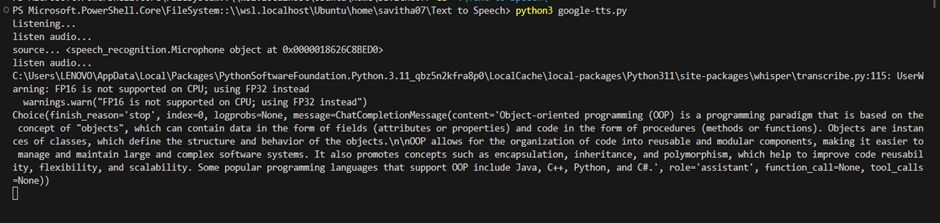 PS Microsoft.PowerShell.Core\FileSystem::\\wsl.localhost\Ubuntu\home\savitha07\Text to Speech> python3 google-tts.py
Listening...
listen audio...
source... <speech_recognition.Microphone object at 0x0000018626C8BED0>
listen audio...
C:\Users\LENOVO\AppData\Local\Packages\PythonSoftwareFoundation.Python.3.11_qbz5n2kfra8p0\LocalCache\local-packages\Python311\site-packages\whisper\transcribe.py:115: UserW
arning: FP16 is not supported on CPU; using FP32 instead
  warnings.warn("FP16 is not supported on CPU; using FP32 instead")
Choice(finish_reason='stop', index=0, logprobs=None, message=ChatCompletionMessage(content='Object-oriented programming (OOP) is a programming paradigm that is based on the
 concept of "objects", which can contain data in the form of fields (attributes or properties) and code in the form of procedures (methods or functions). Objects are instan
ces of classes, which define the structure and behavior of the objects.\n\nOOP allows for the organization of code into reusable and modular components, making it easier to
 manage and maintain large and complex software systems. It also promotes concepts such as encapsulation, inheritance, and polymorphism, which help to improve code reusabil
ity, flexibility, and scalability. Some popular programming languages that support OOP include Java, C++, Python, and C#.', role='assistant', function_call=None, tool_calls
=None))